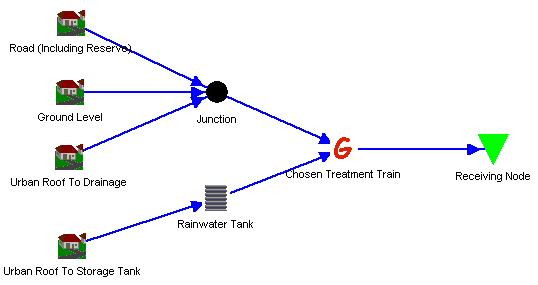 Road (Including Reserve)
Ground Level
Junction
Urban Roof To Drainage
G
Chosen Treatment Train
Receiving Node
Rainwater Tank
Urban Roof To Storage Tank